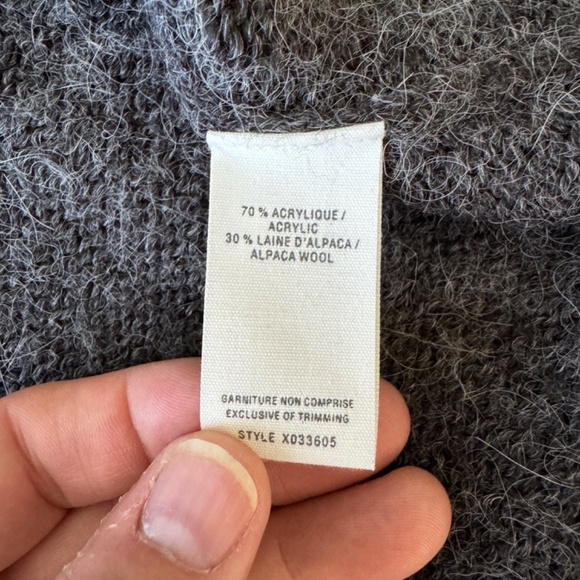 70 % ACRYLIQUE /
ACRYLIC
30 % LAINE D'ALPACA /
ALPACA WOOL
GARNITURE NON COMPRISE
EXCLUSIVE OF TRIMMING
STYLE X033605